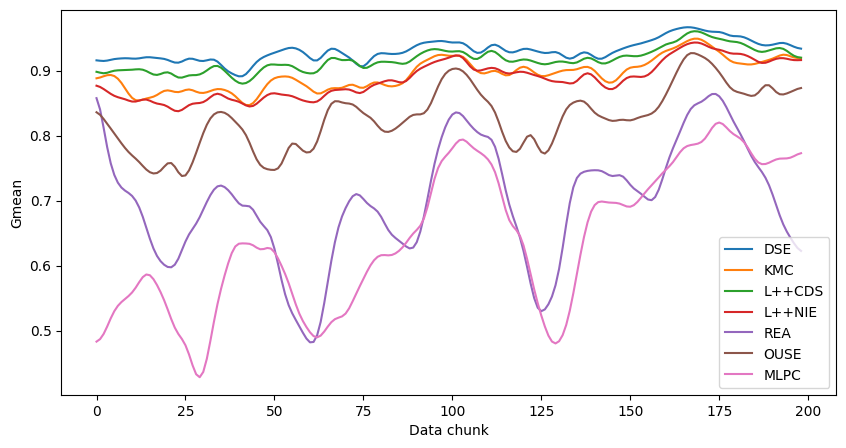 0.9
0.8
0.7
0.6
0.5
Gmean
0
25
50
75
100
125
150
175
200
Data chunk
DSE
KMC
L++CDS
L++NIE
REA
OUSE
MLPC